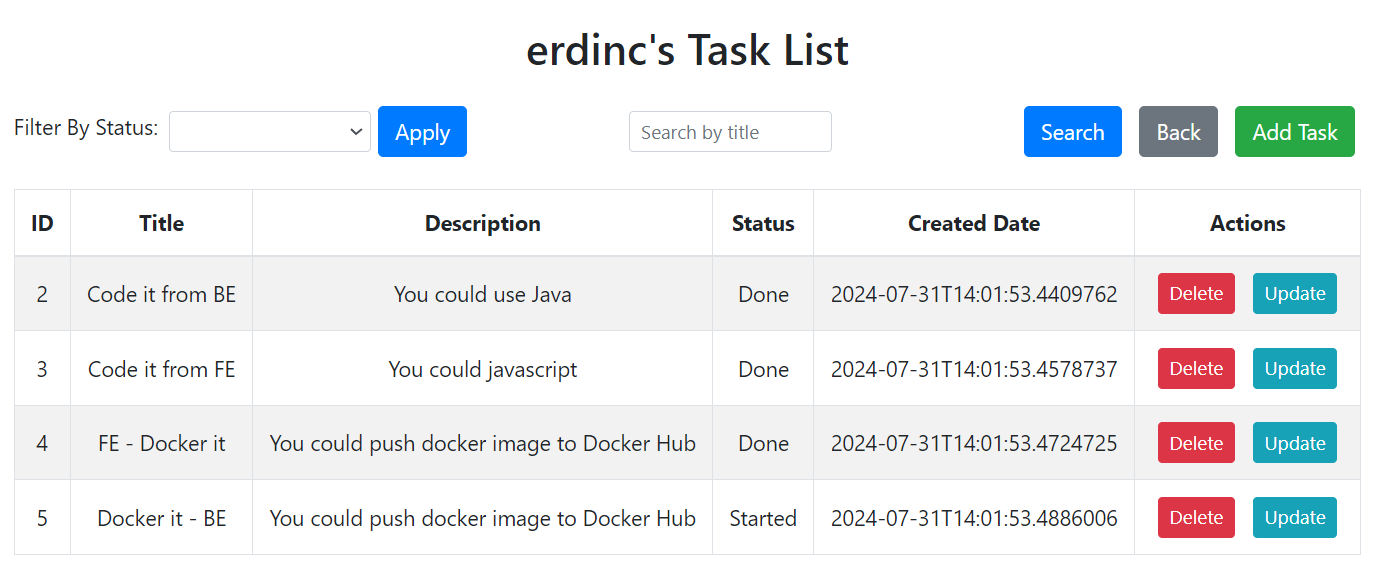 erdinc's Task List
Filter By Status: Apply Search by title Search Back Add Task
ID Title Description Status Created Date Actions
2 Code it from BE You could use Java Done 2024-07-31T14:01:53.4409762 Delete Update
3 Code it from FE You could javascript Done 2024-07-31T14:01:53.4578737 Delete Update
4 FE - Docker it You could push docker image to Docker Hub Done 2024-07-31T14:01:53.4724725 Delete Update
5 Docker it - BE You could push docker image to Docker Hub Started 2024-07-31T14:01:53.4886006 Delete Update